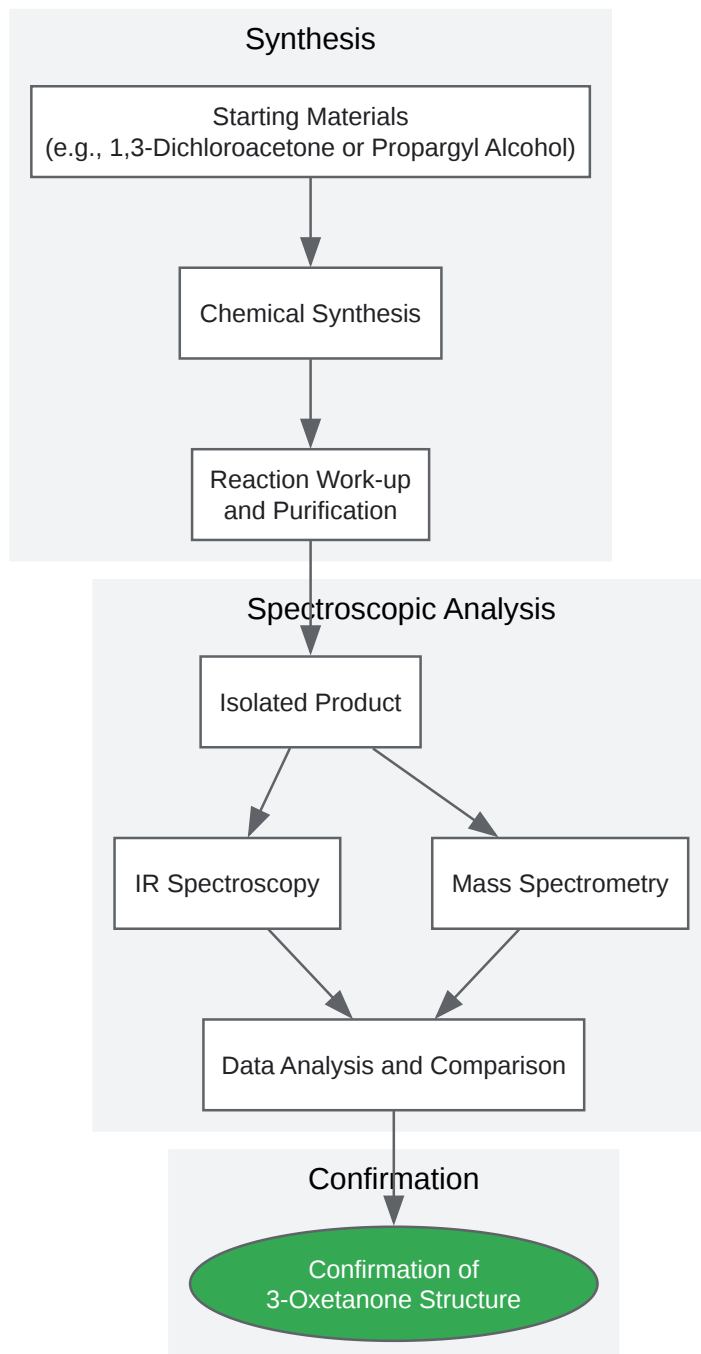 Synthesis
Starting Materials
(e.g., 1,3-Dichloroacetone or Propargyl Alcohol)
Chemical Synthesis
Reaction Work-up
and Purification
Spectroscopic Analysis
Isolated Product
IR Spectroscopy
Mass Spectrometry
Data Analysis and Comparison
Confirmation
Confirmation of
3-Oxetanone Structure